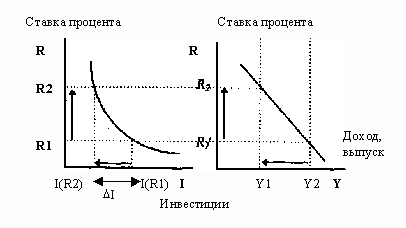 Ставка процента
Ставка процента
R
R
R2
R2
R1
R1
Доход,
выпуск
I(R2)
I(R1)
I
Y1
Y2
Y
ΔI
Инвестиции